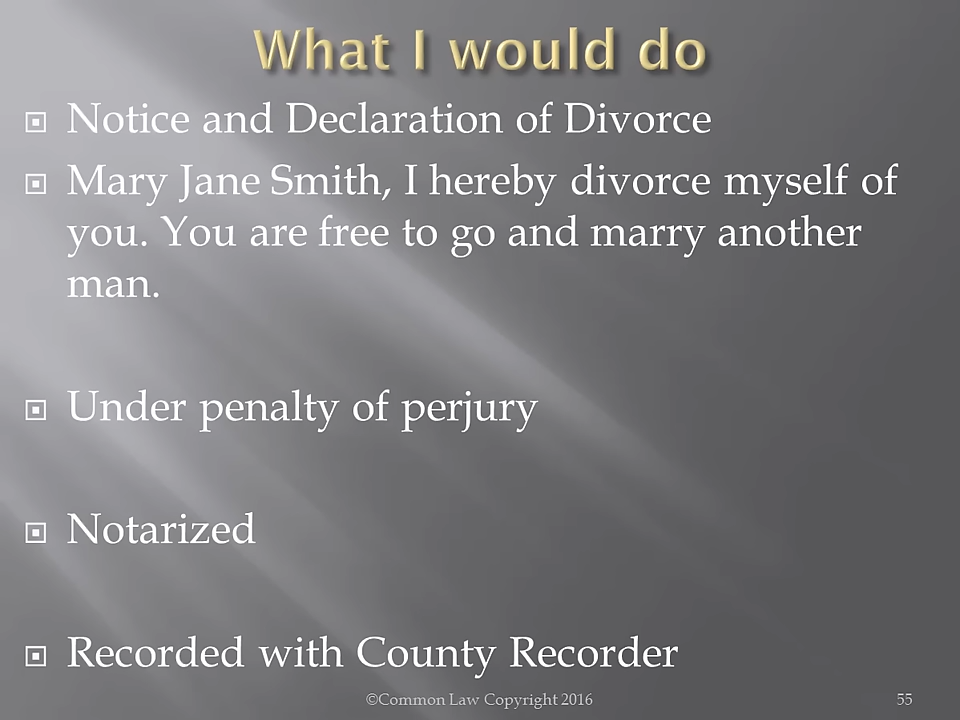 What I would do
Notice and Declaration of Divorce
Mary Jane Smith, I hereby divorce myself of
you. You are free to go and marry another
man.
Under penalty of perjury
Notarized
Recorded with County Recorder
©Common Law Copyright 2016
55